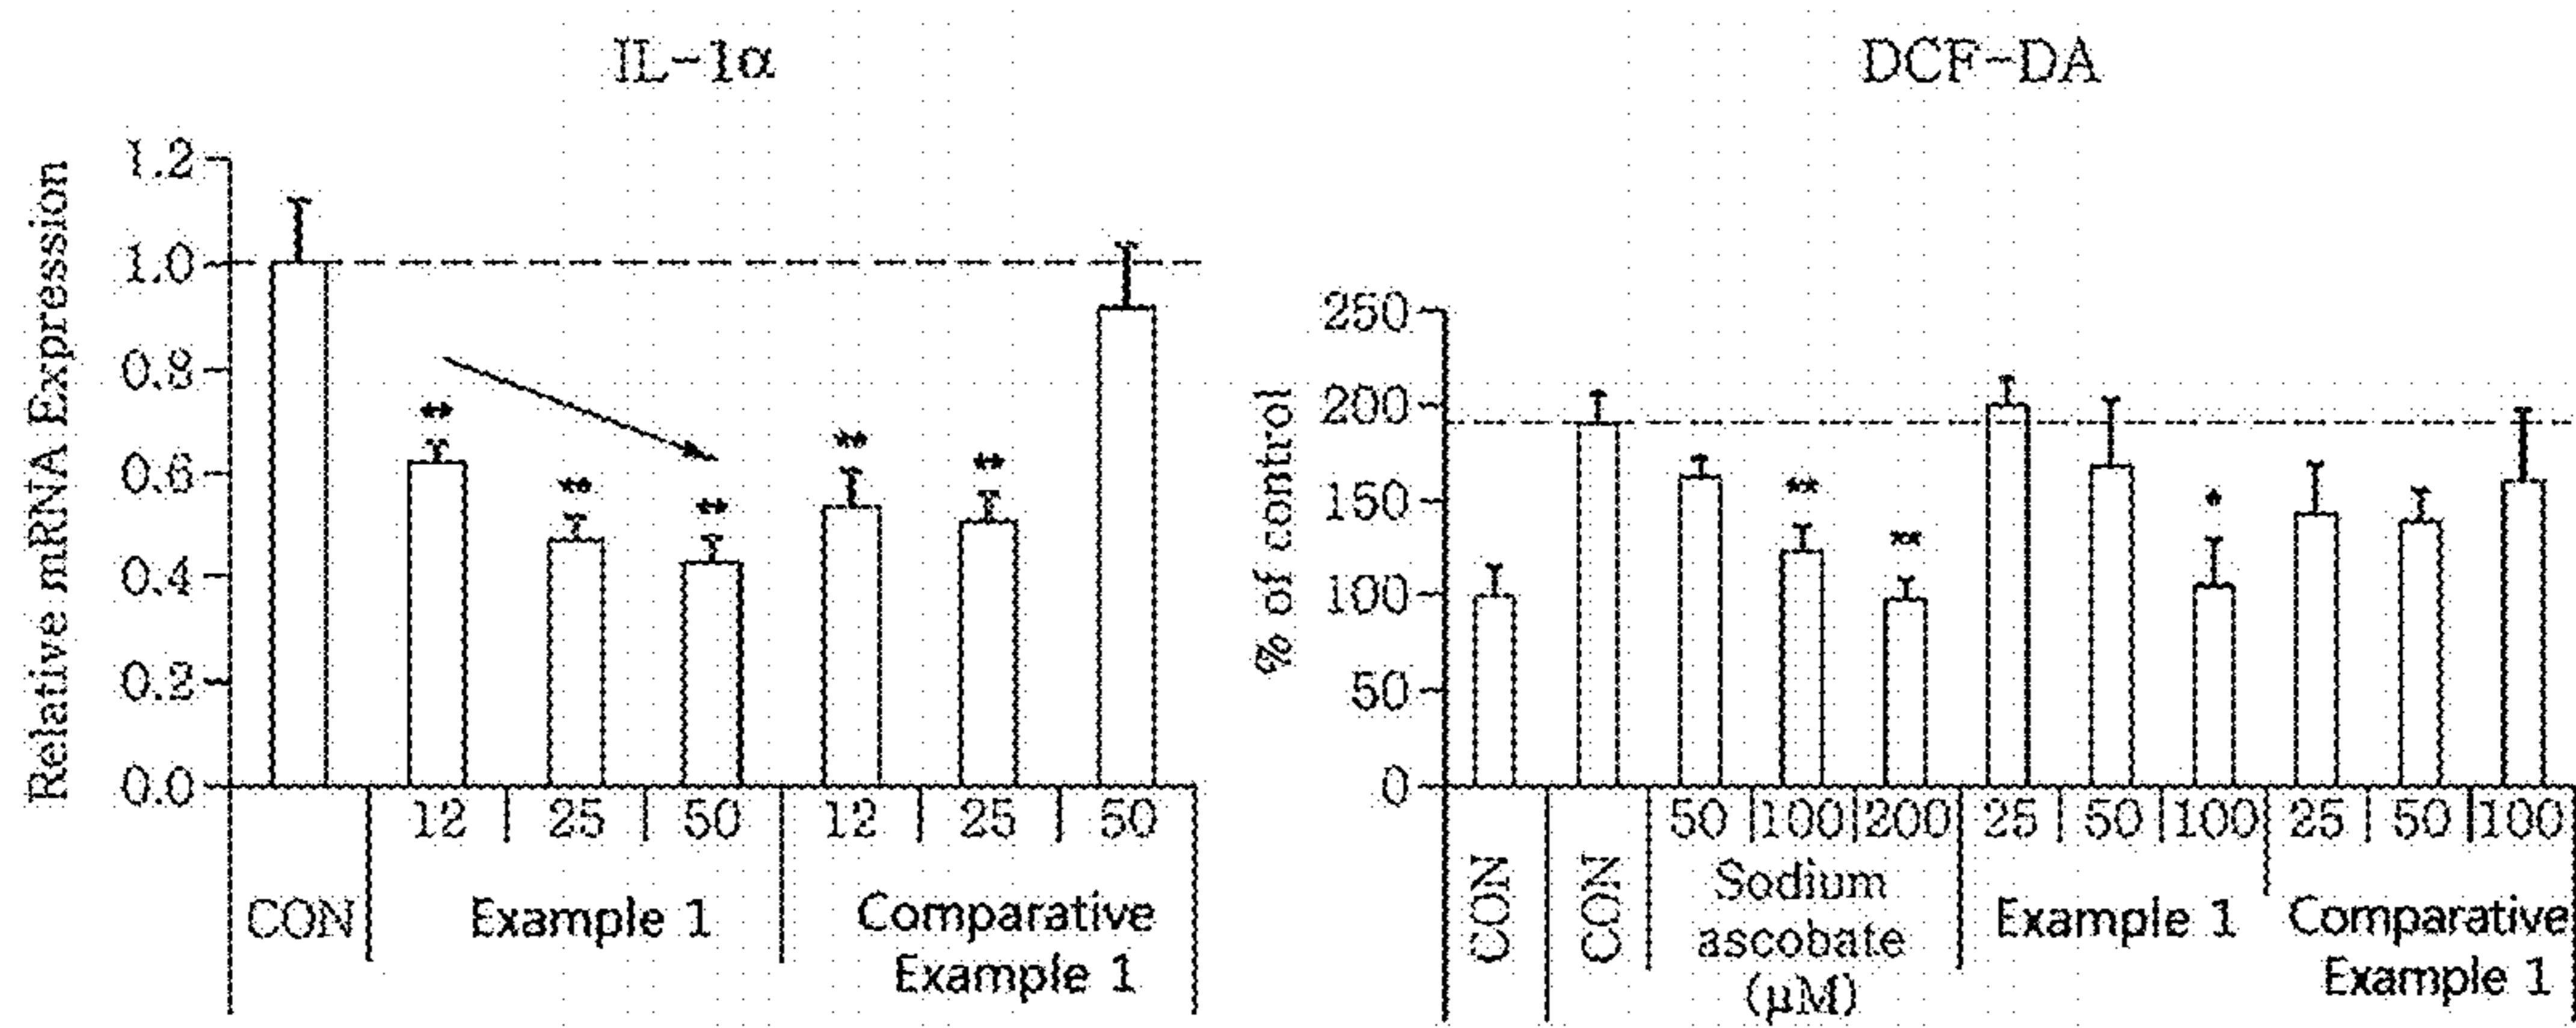 IL-1α
Relative mRNA Expression
1.2
1.0
0.8
0.6
0.4
0.2
0.0
**
**
**
**
**
12 25 50 12 25 50
CON
Example 1
Comparative
Example 1
DCF-DA
% of control
250
200
150
100
50
0
**
**
*
50 100 200 25 50 100 25 50 100
CON
CON
Sodium
ascobate
(μM)
Example 1
Comparative
Example 1